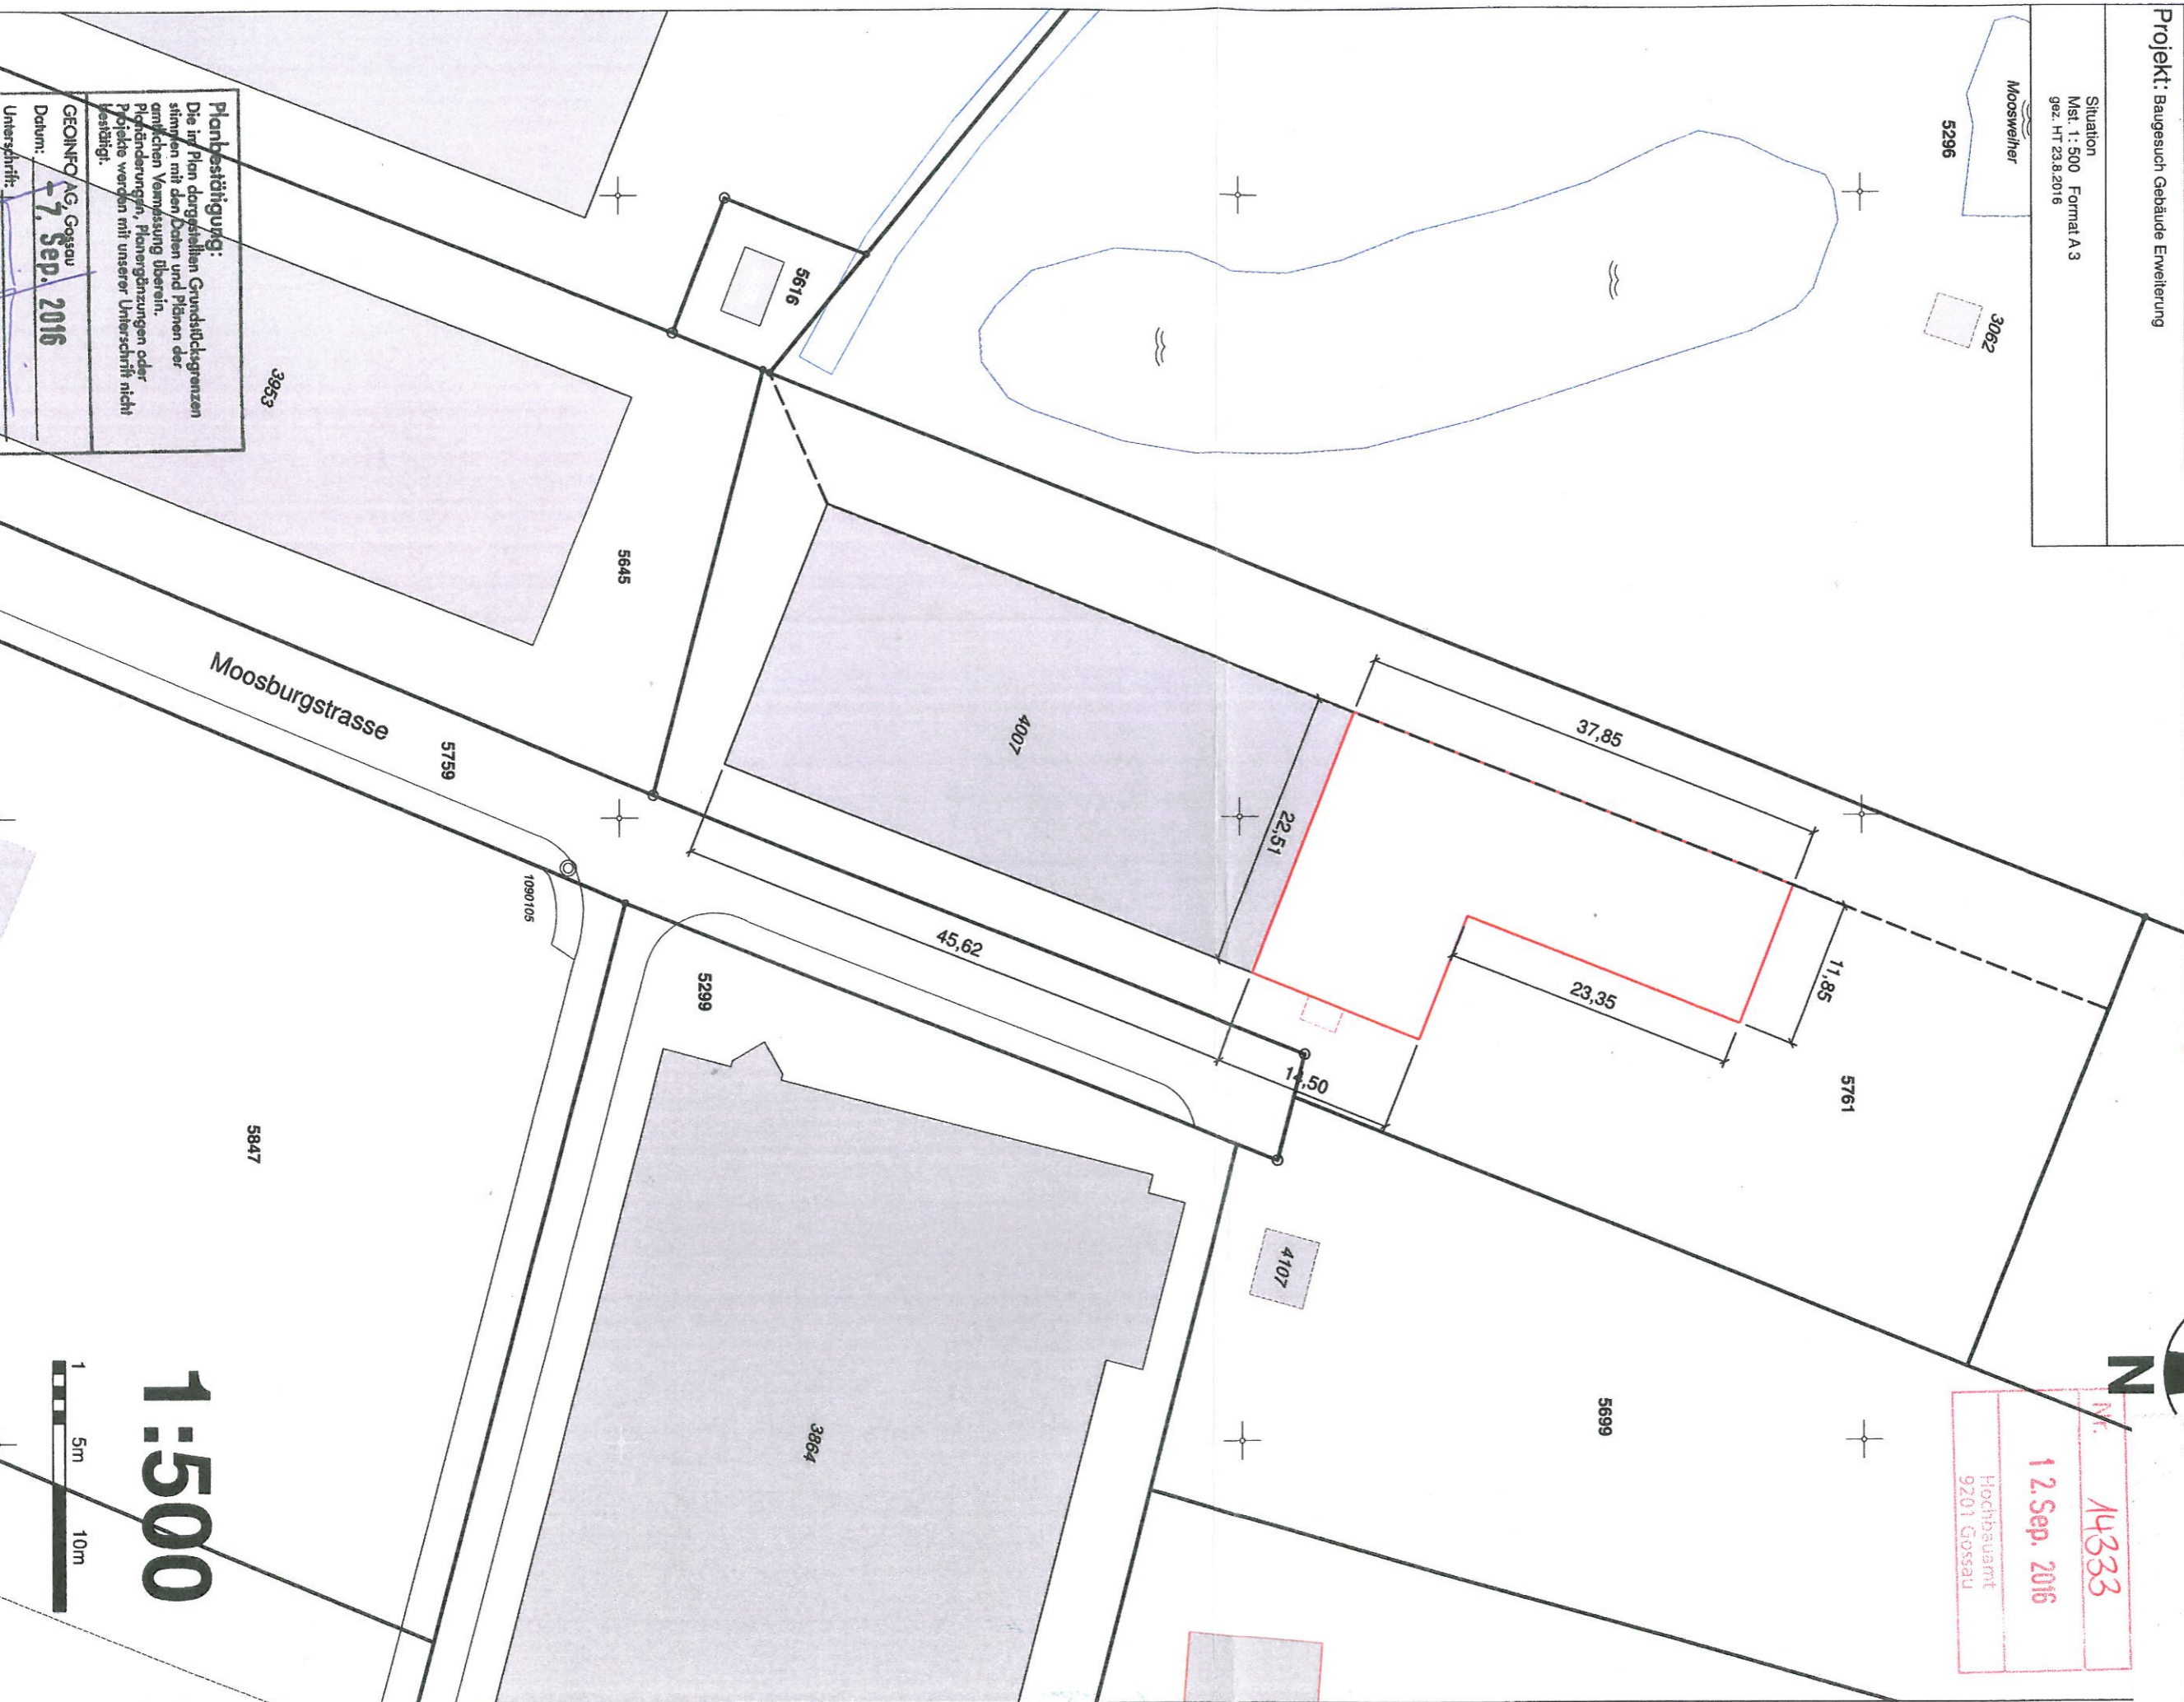 Projekt: Baugesuch Gebäude Erweiterung
Situation
Mst. 1 : 500 Format A 3
gez. HT 23.8.2016
Moosweiher
5296
3062
Nr. 14333
12. Sep. 2016
Hochbauamt
9201 Gossau
N
37,85
11,85
23,35
5761
22,51
14,50
4007
45,62
5616
5645
3953
Moosburgstrasse
5759
1090105
5299
5847
3864
4107
5699
Planbestätigung:
Die im Plan dargestellten Grundstücksgrenzen
stimmen mit den Daten und Plänen der
amtlichen Vermessung überein.
Planänderungen, Planergänzungen oder
Projekte werden mit unserer Unterschrift nicht
bestätigt.
GEOINFO AG, Gossau
Datum: -7. Sep. 2016
Unterschrift:
1:500
1 5m 10m